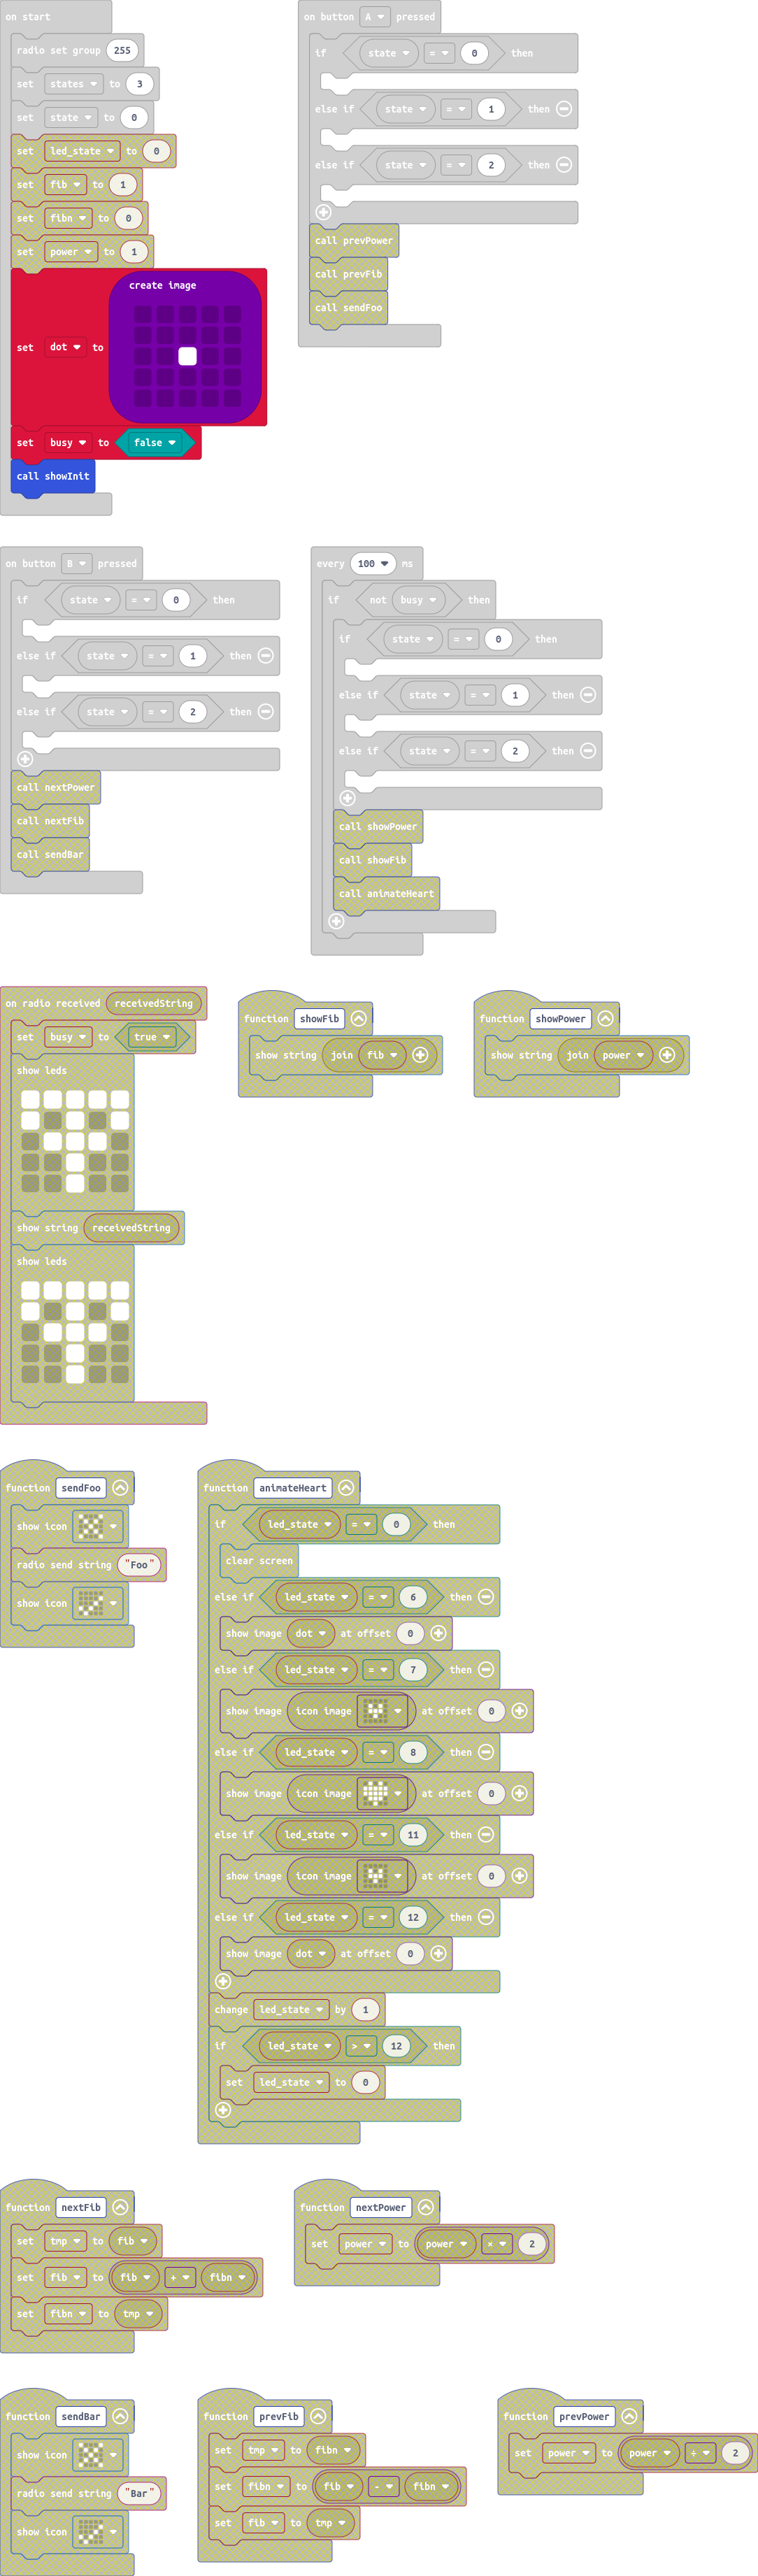 on start
radio set group 255
set states to 3
set state to 0
set led_state to 0
set fib to 1
set fibn to 0
set power to 1
create image
set dot to
set busy to false
call showInit
on button A pressed
if state = 0 then
else if state = 1 then
else if state = 2 then
call prevPower
call prevFib
call sendFoo
on button B pressed
if state = 0 then
else if state = 1 then
else if state = 2 then
call nextPower
call nextFib
call sendBar
every 100 ms
if not busy then
if state = 0 then
else if state = 1 then
else if state = 2 then
call showPower
call showFib
call animateHeart
on radio received receivedString
set busy to true
show leds
show string receivedString
show leds
function showFib
show string join fib
function showPower
show string join power
function sendFoo
show icon
radio send string "Foo"
show icon
function animateHeart
if led_state = 0 then
clear screen
else if led_state = 6 then
show image dot at offset 0
else if led_state = 7 then
show image icon image at offset 0
else if led_state = 8 then
show image icon image at offset 0
else if led_state = 11 then
show image icon image at offset 0
else if led_state = 12 then
show image dot at offset 0
change led_state by 1
if led_state > 12 then
set led_state to 0
function nextFib
set tmp to fib
set fib to fib + fibn
set fibn to tmp
function nextPower
set power to power × 2
function sendBar
show icon
radio send string "Bar"
show icon
function prevFib
set tmp to fibn
set fibn to fib - fibn
set fib to tmp
function prevPower
set power to power ÷ 2